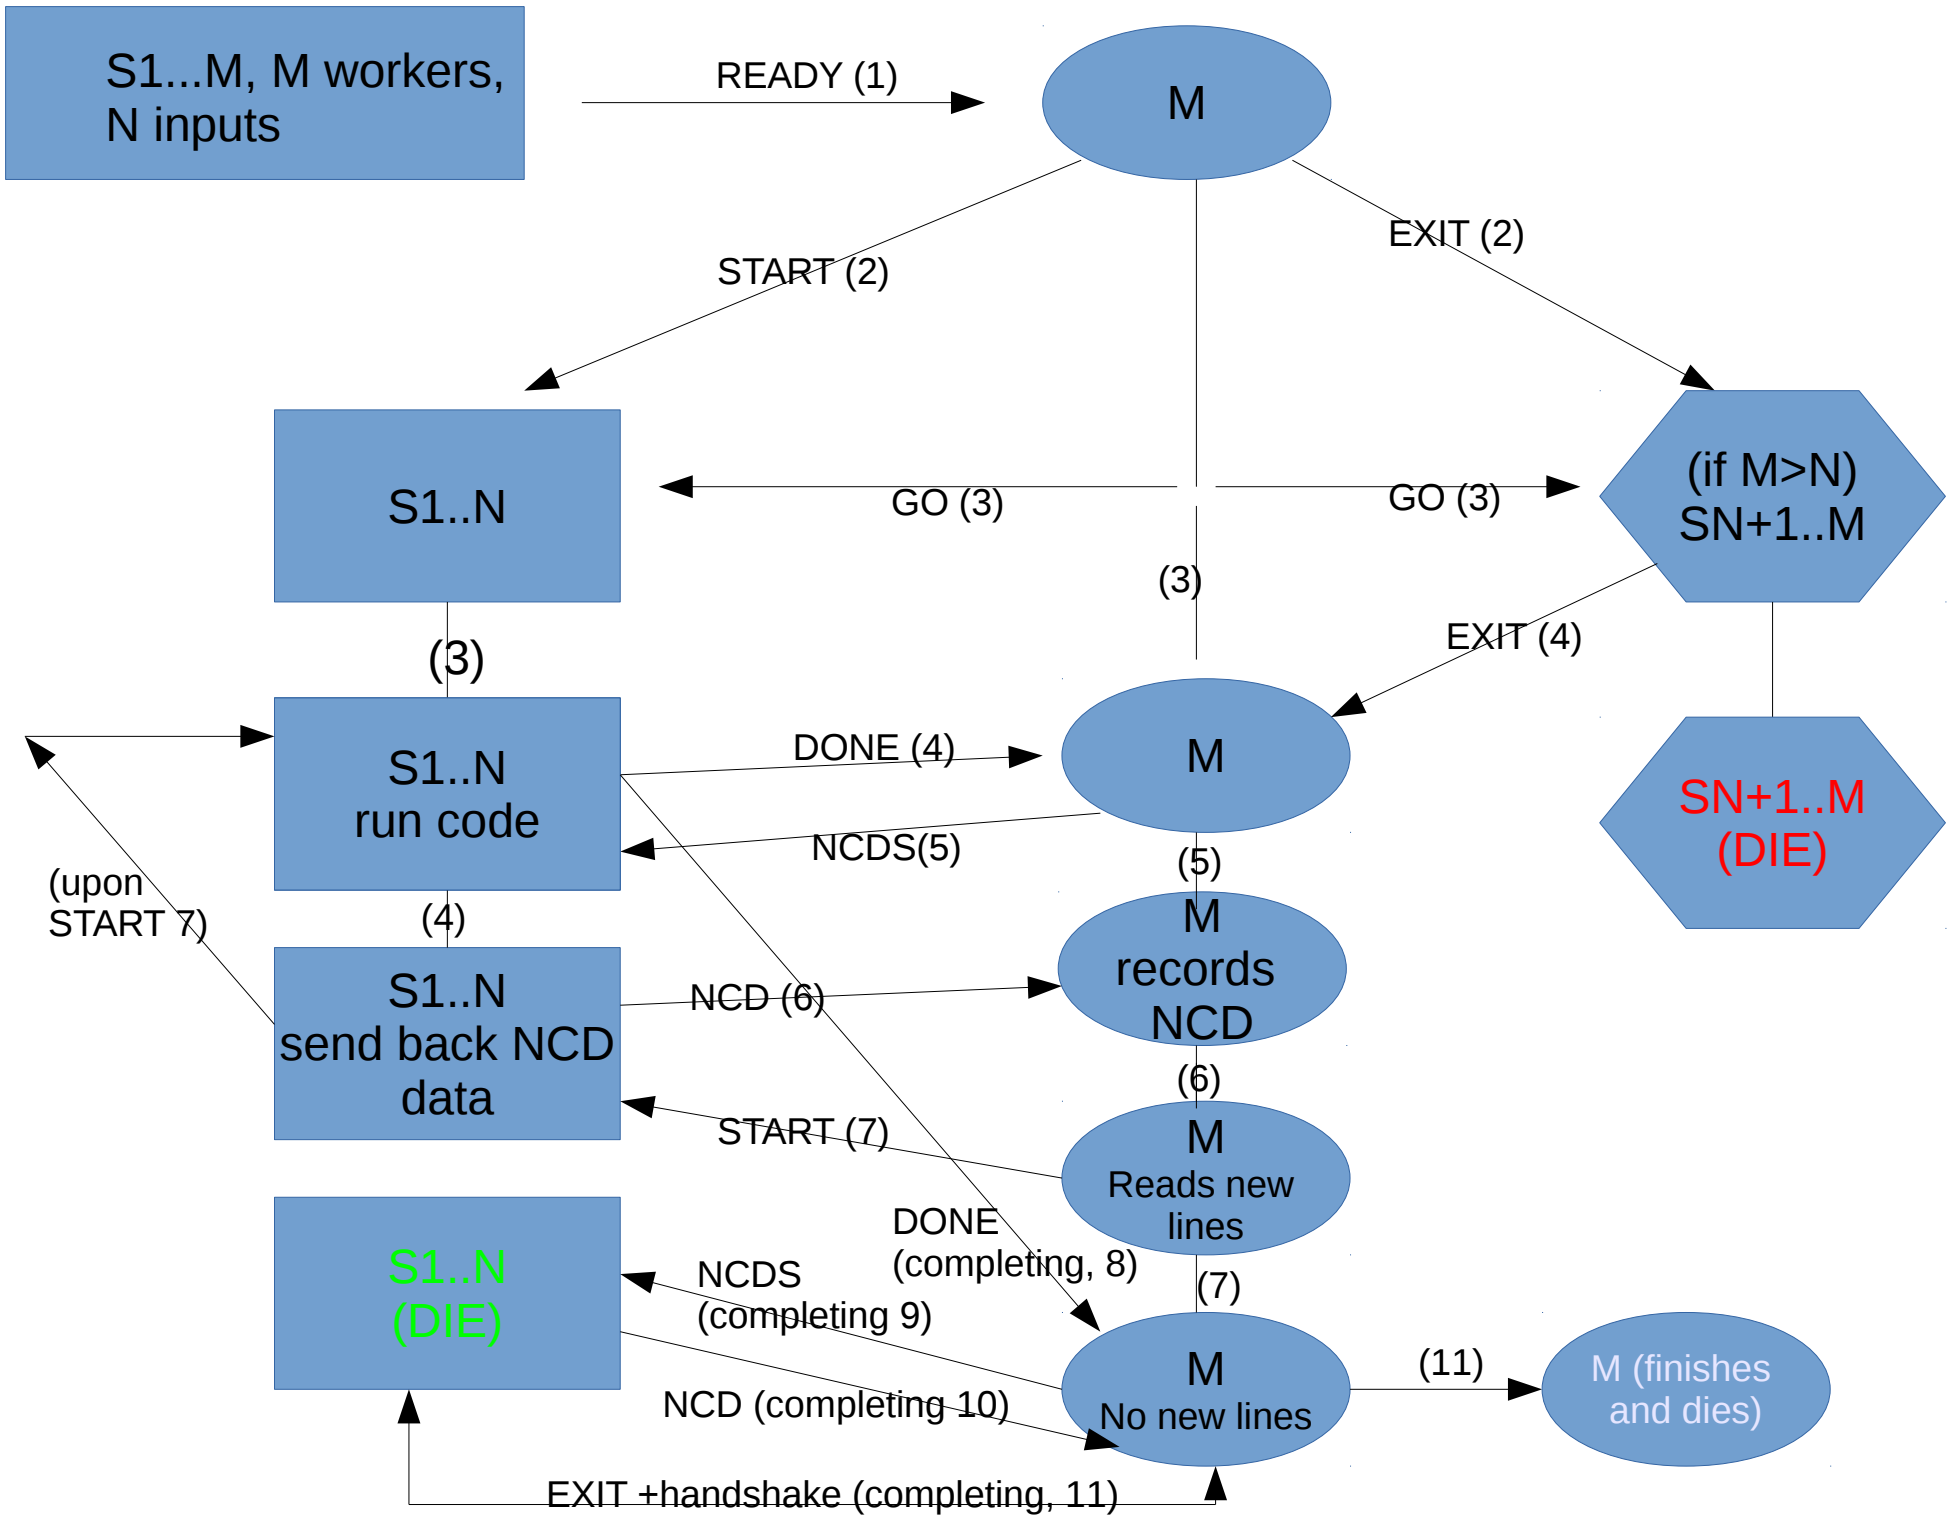 S1...M, M workers,
N inputs
READY (1)
M
START (2)
EXIT (2)
S1..N
GO (3)
GO (3)
(if M>N)
SN+1..M
(3)
(3)
EXIT (4)
S1..N
run code
DONE (4)
M
SN+1..M
(DIE)
NCDS(5)
(5)
(upon
START 7)
(4)
M
records
NCD
S1..N
send back NCD
data
NCD (6)
(6)
START (7)
M
Reads new
lines
DONE
(completing, 8)
S1..N
(DIE)
NCDS
(completing 9)
(7)
M
No new lines
(11)
M (finishes
and dies)
NCD (completing 10)
EXIT +handshake (completing, 11)